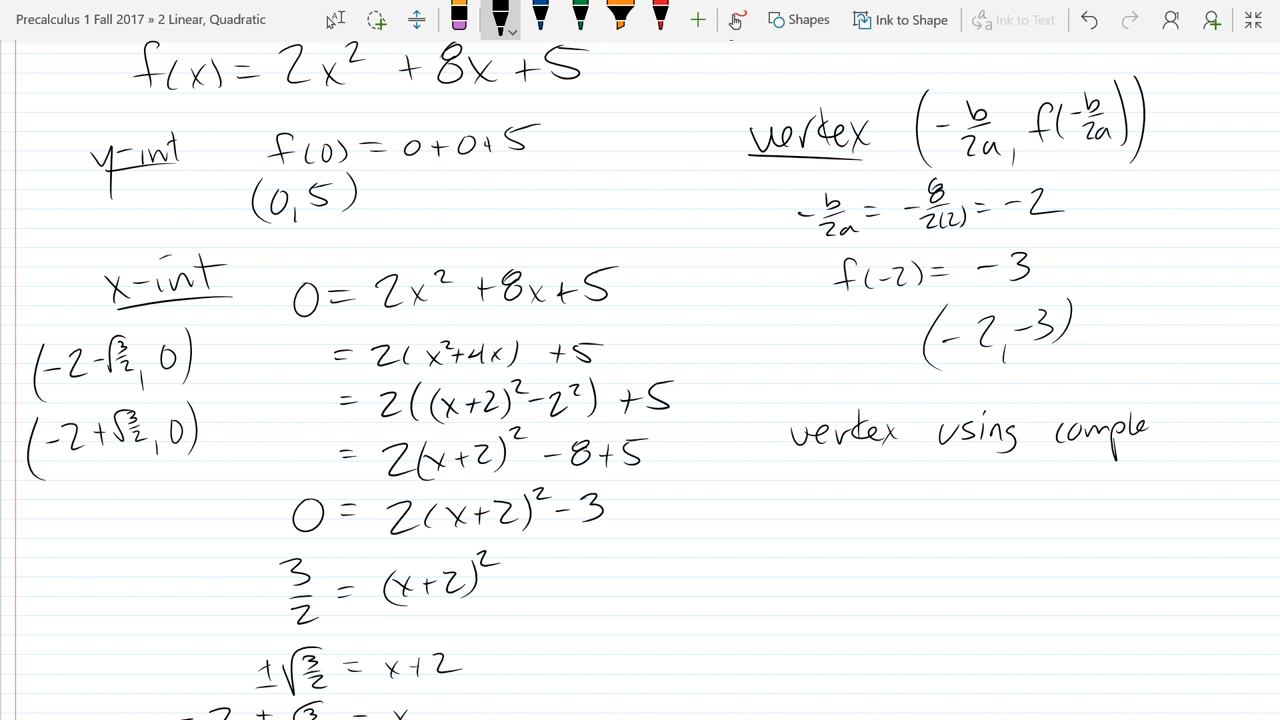 Precalculus 1 Fall 2017 » 2 Linear, Quadratic
Shapes
Ink to Shape
Ink to Text
f(x) = 2x² + 8x + 5
y-int f(0) = 0 + 0 + 5
(0, 5)
x-int 0 = 2x² + 8x + 5
(-2 - √3/2, 0)
(-2 + √3/2, 0)
= 2(x² + 4x) + 5
= 2((x+2)² - 2²) + 5
= 2(x+2)² - 8 + 5
0 = 2(x+2)² - 3
3/2 = (x+2)²
± √3/2 = x + 2
-2 ± √3 = x
vertex (-b/2a, f(-b/2a))
-b/2a = -8/2(2) = -2
f(-2) = -3
(-2, -3)
vertex using comple